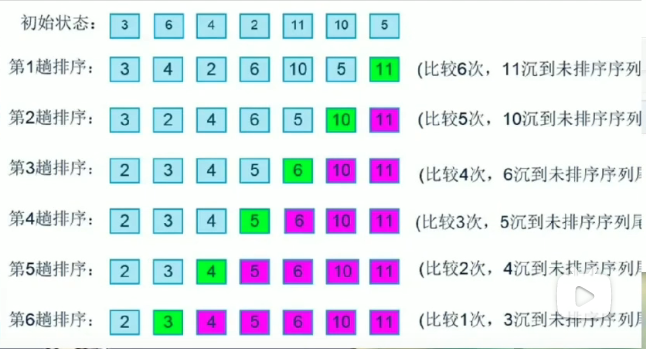 初始状态: 3 6 4 2 11 10 5
第1趟排序: 3 4 2 6 10 5 11 (比较6次，11沉到未排序序列
第2趟排序: 3 2 4 6 5 10 11 (比较5次，10沉到未排序序列
第3趟排序: 2 3 4 5 6 10 11 (比较4次，6沉到未排序序列
第4趟排序: 2 3 4 5 6 10 11 (比较3次，5沉到未排序序列
第5趟排序: 2 3 4 5 6 10 11 (比较2次，4沉到未排序序列
第6趟排序: 2 3 4 5 6 10 11 (比较1次，3沉到未排序序列